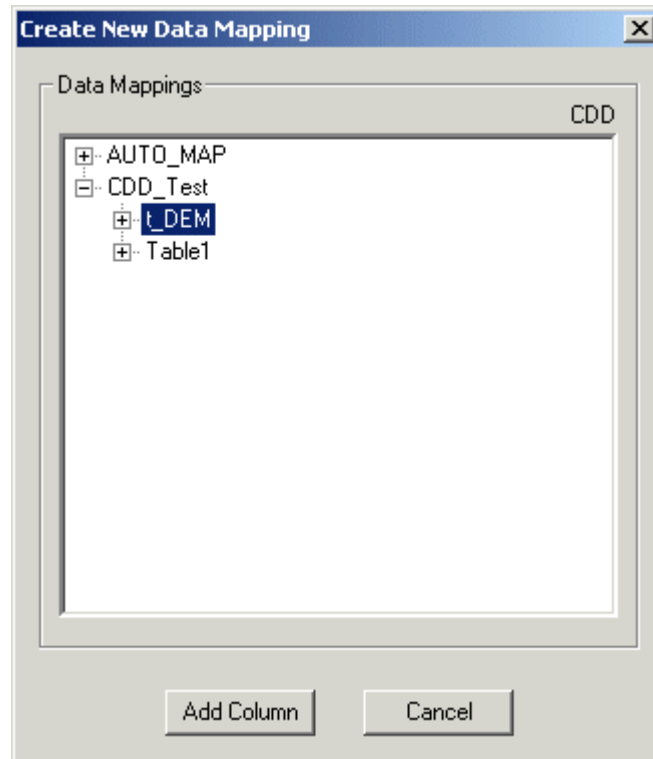 Create New Data Mapping
Data Mappings
CDD
AUTO_MAP
CDD_Test
t_DEM
Table1
Add Column Cancel